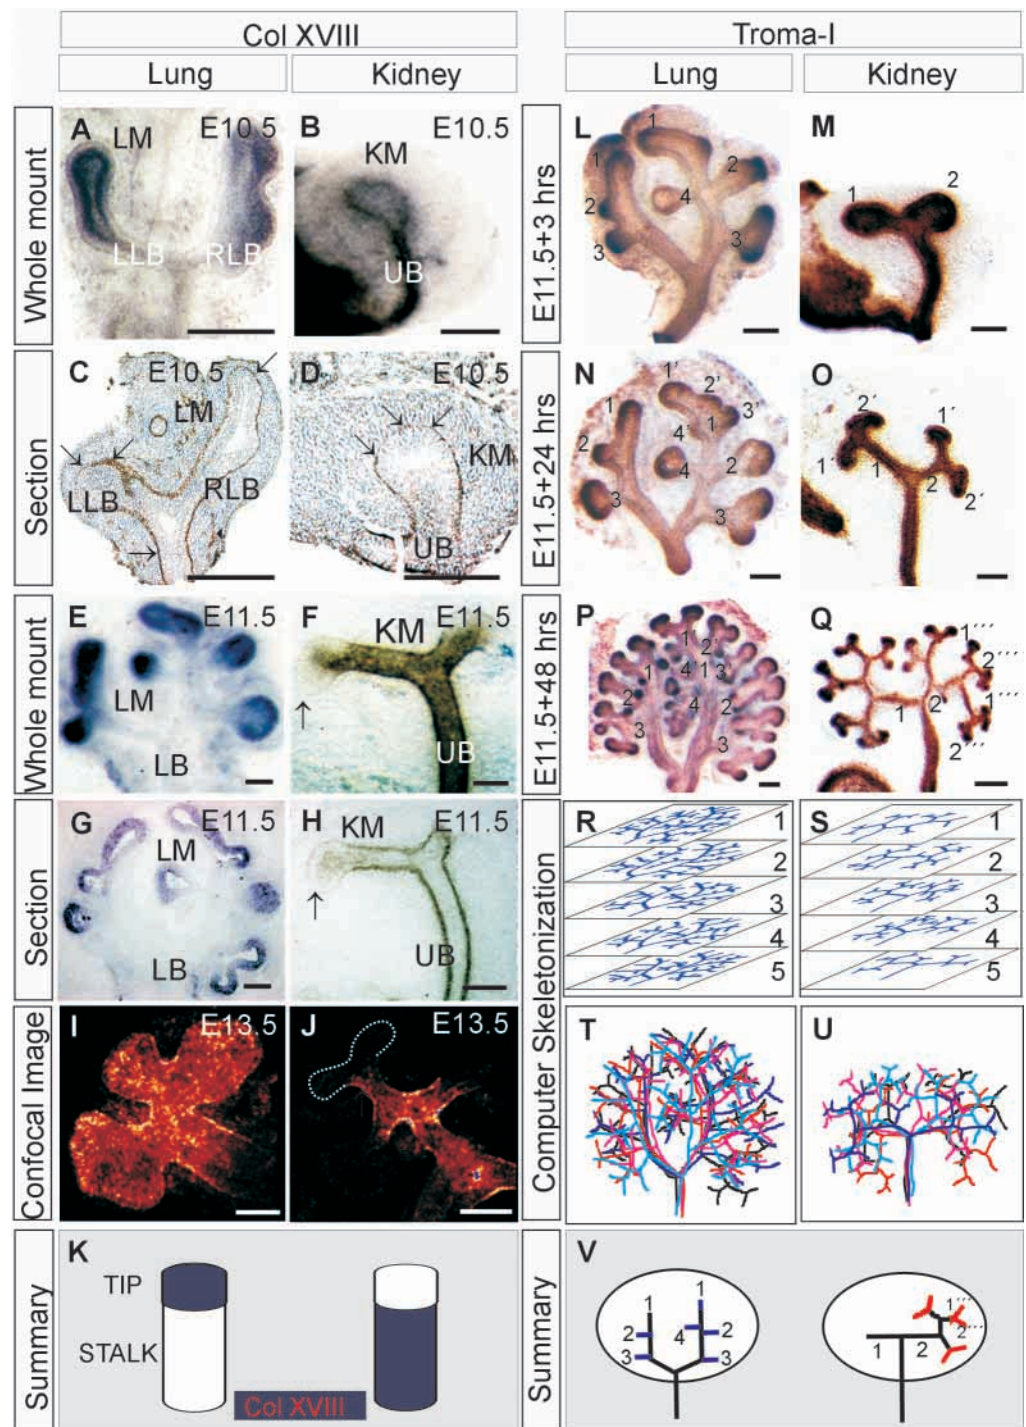 Col XVIII
Troma-I
Lung
Kidney
Lung
Kidney
Whole mount
A
LM
E10.5
LLB
RLB
B
E10.5
KM
UB
E11.5+3 hrs
L
1
1
2
2
4
3
3
M
1
2
Section
C
E10.5
LM
RLB
LLB
D
E10.5
KM
UB
E11.5+24 hrs
N
1'
2'
3'
1
4'
2
4
2
3
3
O
2´
1´
1´
1
2
2´
Whole mount
E
E11.5
LM
LB
F
KM
UB
E11.5+48 hrs
P
1'
2'
1
4'
1
3'
2
4
2
3
3
Q
1´´´
2´´´´
1´´´´
1
2
2´´´
Section
G
E11.5
LM
LB
H
E11.5
KM
UB
Computer Skeletonization
R
1
2
3
4
5
S
1
2
3
4
5
Confocal Image
I
E13.5
J
E13.5
T
U
Summary
K
TIP
STALK
Col XVIII
Summary
V
1
1
2
4
2
3
3
1´´´
2´´´
1
2